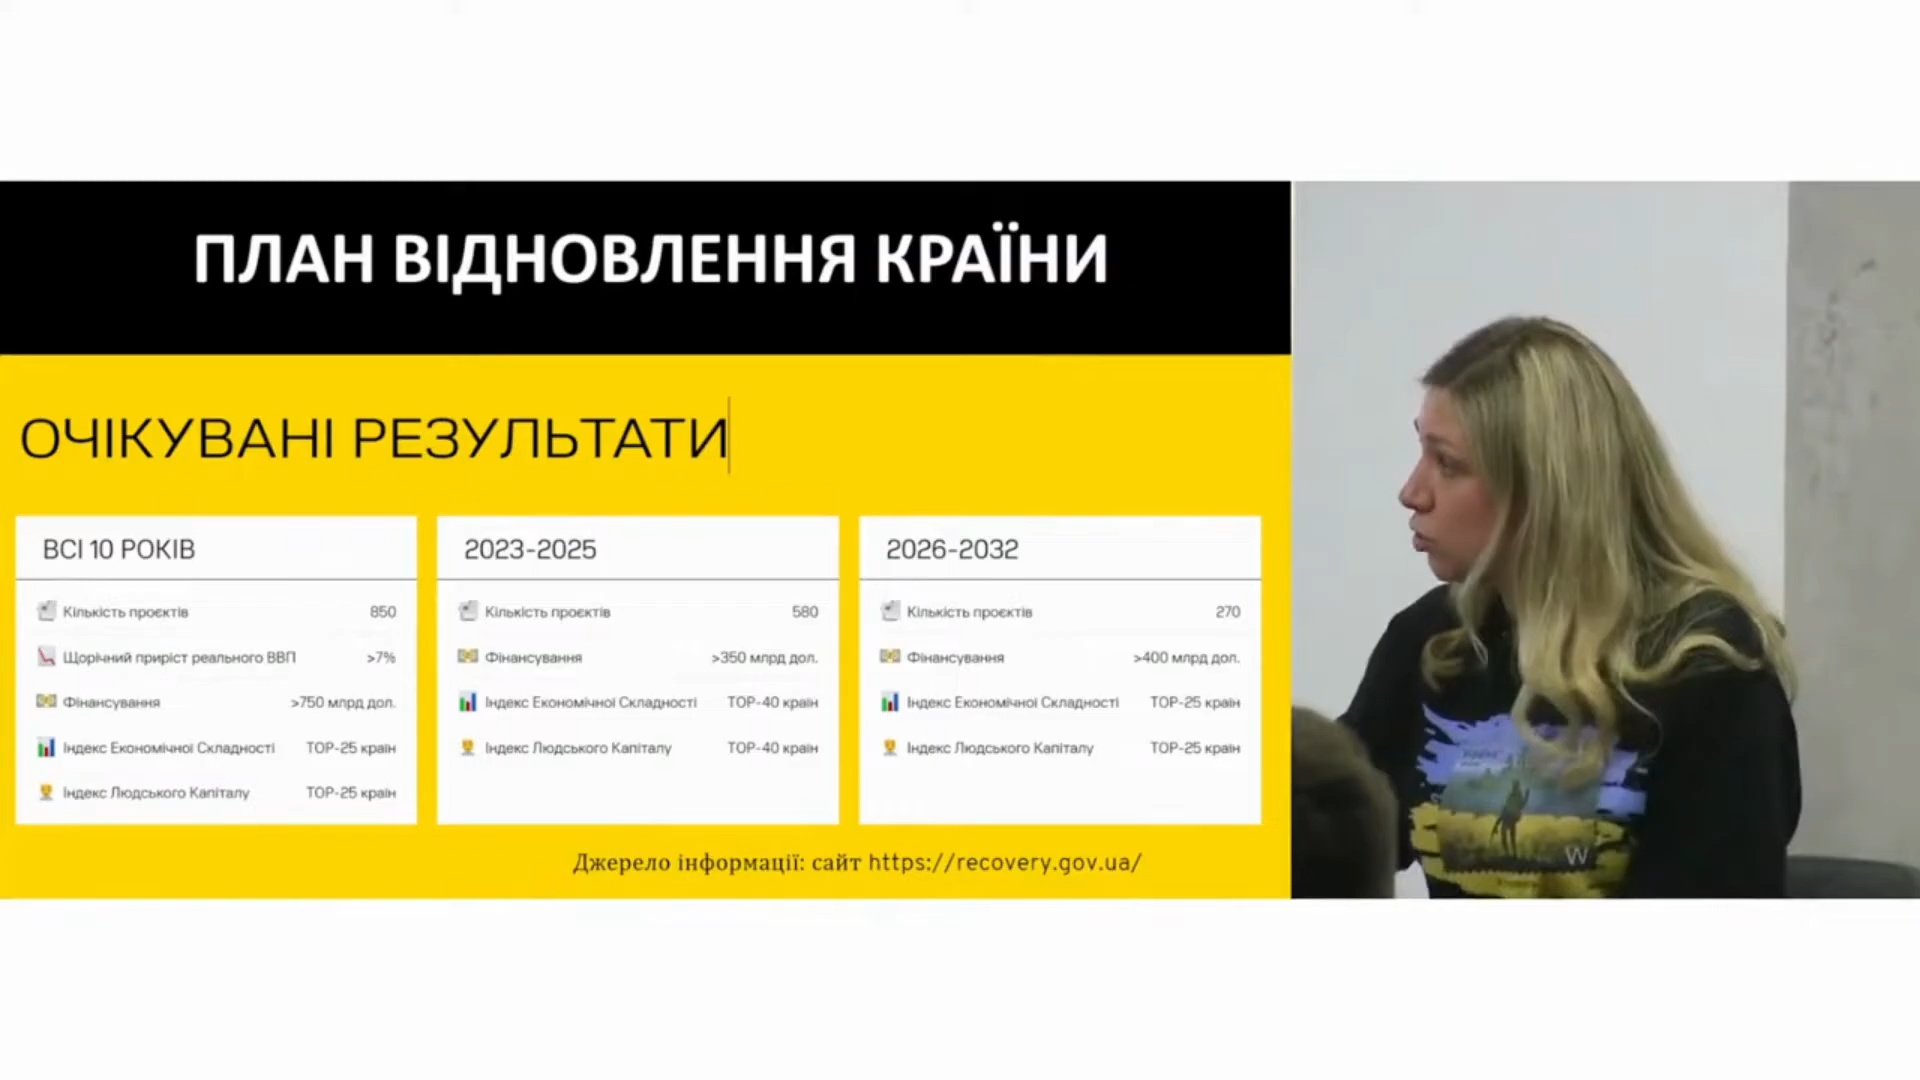 ПЛАН ВІДНОВЛЕННЯ КРАЇНИ
ОЧІКУВАНІ РЕЗУЛЬТАТИ
ВСІ 10 РОКІВ
Кількість проєктів 850
Щорічний приріст реального ВВП >7%
Фінансування >750 млрд дол.
Індекс Економічної Складності ТОР-25 країн
Індекс Людського Капіталу ТОР-25 країн
2023-2025
Кількість проєктів 580
Фінансування >350 млрд дол.
Індекс Економічної Складності ТОР-40 країн
Індекс Людського Капіталу ТОР-40 країн
2026-2032
Кількість проєктів 270
Фінансування >400 млрд дол.
Індекс Економічної Складності ТОР-25 країн
Індекс Людського Капіталу ТОР-25 країн
Джерело інформації: сайт https://recovery.gov.ua/
W